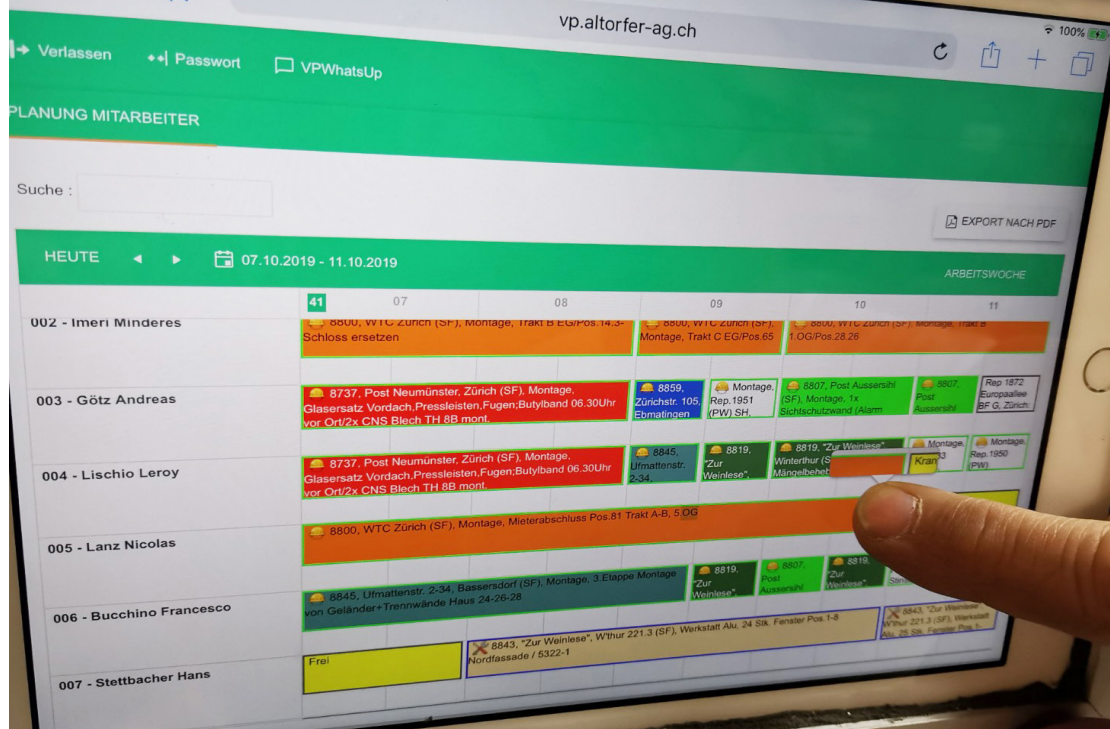 vp.altorfer-ag.ch
100%
Verlassen
Passwort
VPWhatsUp
PLANUNG MITARBEITER
Suche :
EXPORT NACH PDF
HEUTE
07.10.2019 - 11.10.2019
ARBEITSWOCHE
41 07 08 09 10 11
002 - Imeri Minderes
8800, WTC Zürich (SF), Montage, Trakt B EG/Pos.14.3-
Schloss ersetzen
8800, WTC Zürich (SF),
Montage, Trakt C EG/Pos.65
8800, WTC Zürich (SF), Montage, Trakt B
1.OG/Pos.28.26
003 - Götz Andreas
8737, Post Neumünster, Zürich (SF), Montage,
Glasersatz Vordach,Pressleisten,Fugen;Butylband 06.30Uhr
vor Ort/2x CNS Blech TH 8B mont.
8859,
Zürichstr. 105,
Ebmatingen
Montage,
Rep.1951
(PW) SH,
8807, Post Aussersihl
(SF), Montage, 1x
Sichtschutzwand (Alarm
8807,
Post
Aussersihl
Rep 1872
Europaallee
BF G, Zürich:
004 - Lischio Leroy
8737, Post Neumünster, Zürich (SF), Montage,
Glasersatz Vordach,Pressleisten,Fugen;Butylband 06.30Uhr
vor Ort/2x CNS Blech TH 8B mont.
8845,
Ufmattenstr.
2-34,
8819,
"Zur
Weinlese",
8819, "Zur Weinlese"
Winterthur (S
Mängelbeheb
Montage,
Kran
Montage,
Rep.1950
(PW)
005 - Lanz Nicolas
8800, WTC Zürich (SF), Montage, Mieterabschluss Pos.81 Trakt A-B, 5.OG
006 - Bucchino Francesco
8845, Ufmattenstr. 2-34, Bassersdorf (SF), Montage, 3.Etappe Montage
von Geländer+Trennwände Haus 24-26-28
8819,
"Zur
Weinlese",
8807,
Post
Aussersihl
8819,
"Zur
Weinlese",
007 - Stettbacher Hans
Frei
8843, "Zur Weinlese", W'thur 221.3 (SF), Werkstatt Alu, 24 Stk. Fenster Pos.1-8
Nordfassade / 5322-1
8843, "Zur Weinlese",
W'thur 221.3 (SF), Werkstatt
Alu, 25 Stk. Fenster Pos.1-